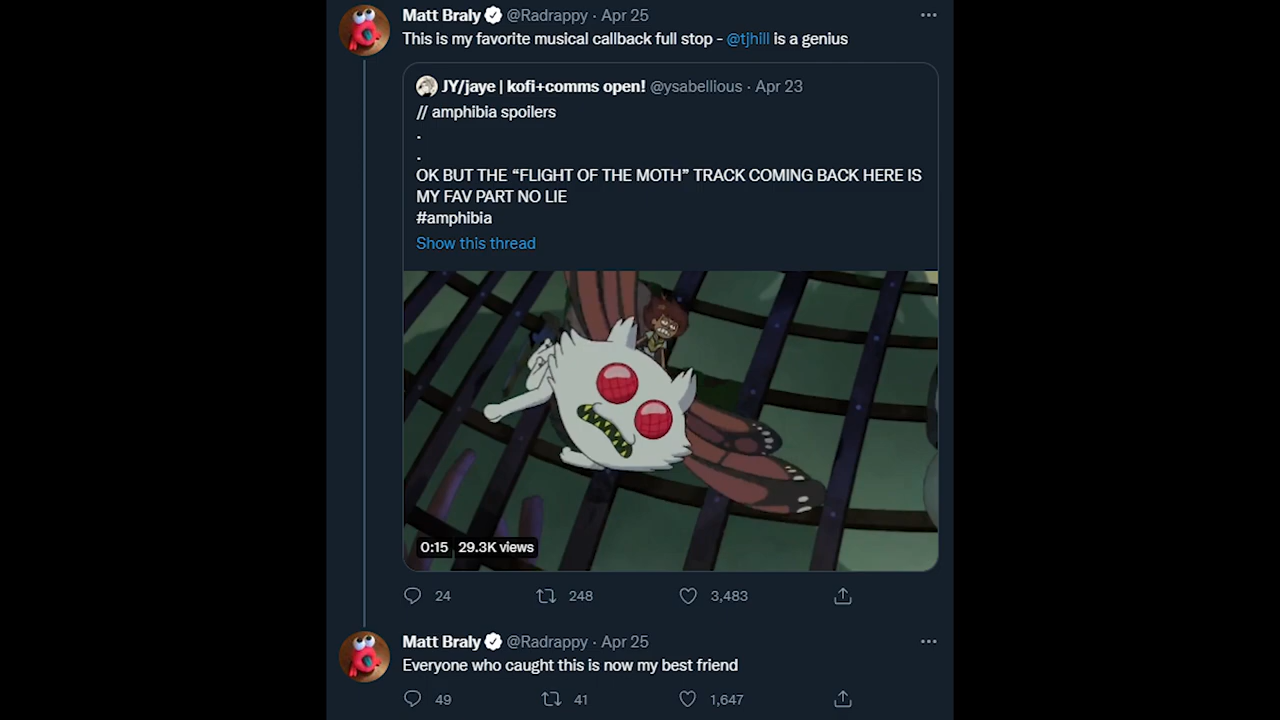 Matt Braly @Radrappy · Apr 25
This is my favorite musical callback full stop - @tjhill is a genius
JY/jaye | kofi+comms open! @ysabellious · Apr 23
// amphibia spoilers
.
.
OK BUT THE “FLIGHT OF THE MOTH” TRACK COMING BACK HERE IS
MY FAV PART NO LIE
#amphibia
Show this thread
0:15 29.3K views
24 248 3,483
Matt Braly @Radrappy · Apr 25
Everyone who caught this is now my best friend
49 41 1,647